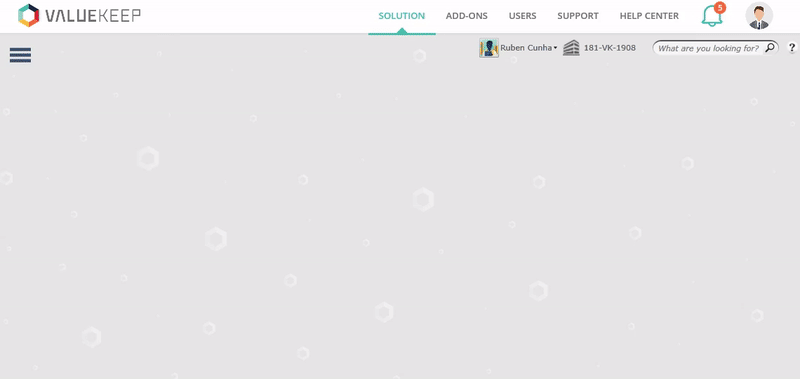 VALUEKEEP SOLUTION ADD-ONS USERS SUPPORT HELP CENTER 5
Ruben Cunha 181-VK-1908 What are you looking for? ?